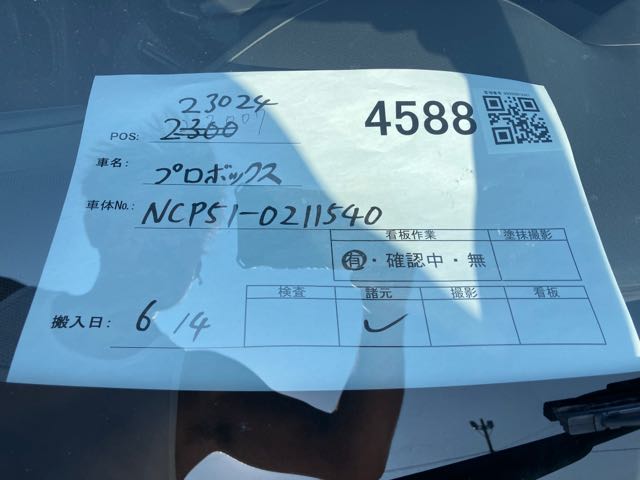 4588
POS: 23024
車名: プロボックス
車体No.: NCP51-0211540
看板作業 塗抹撮影
有・確認中・無
検査 諸元 撮影 看板
✓
搬入日: 6/4